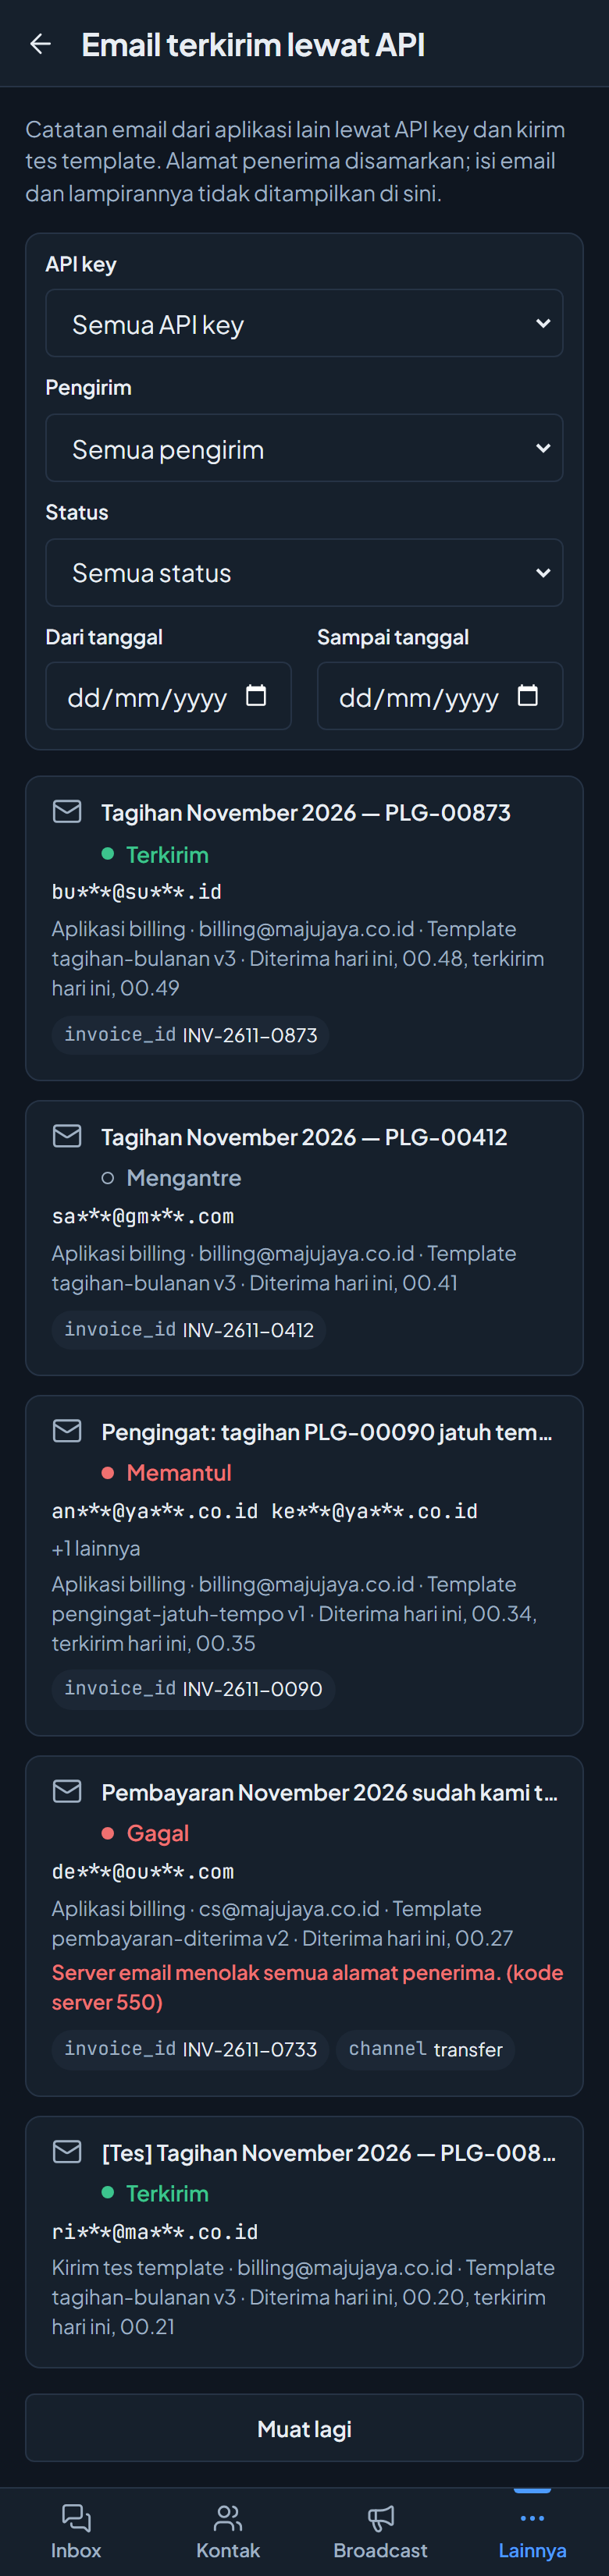 Email terkirim lewat API
Catatan email dari aplikasi lain lewat API key dan kirim
tes template. Alamat penerima disamarkan; isi email
dan lampirannya tidak ditampilkan di sini.
API key
Semua API key
Pengirim
Semua pengirim
Status
Semua status
Dari tanggal
Sampai tanggal
dd/mm/yyyy
dd/mm/yyyy
Tagihan November 2026 — PLG-00873
Terkirim
bu***@su***.id
Aplikasi billing · billing@majujaya.co.id · Template
tagihan-bulanan v3 · Diterima hari ini, 00.48, terkirim
hari ini, 00.49
invoice_id INV-2611-0873
Tagihan November 2026 — PLG-00412
Mengantre
sa***@gm***.com
Aplikasi billing · billing@majujaya.co.id · Template
tagihan-bulanan v3 · Diterima hari ini, 00.41
invoice_id INV-2611-0412
Pengingat: tagihan PLG-00090 jatuh tem...
Memantul
an***@ya***.co.id ke***@ya***.co.id
+1 lainnya
Aplikasi billing · billing@majujaya.co.id · Template
pengingat-jatuh-tempo v1 · Diterima hari ini, 00.34,
terkirim hari ini, 00.35
invoice_id INV-2611-0090
Pembayaran November 2026 sudah kami t...
Gagal
de***@ou***.com
Aplikasi billing · cs@majujaya.co.id · Template
pembayaran-diterima v2 · Diterima hari ini, 00.27
Server email menolak semua alamat penerima. (kode
server 550)
invoice_id INV-2611-0733 channel transfer
[Tes] Tagihan November 2026 — PLG-008...
Terkirim
ri***@ma***.co.id
Kirim tes template · billing@majujaya.co.id · Template
tagihan-bulanan v3 · Diterima hari ini, 00.20, terkirim
hari ini, 00.21
Muat lagi
Inbox
Kontak
Broadcast
Lainnya